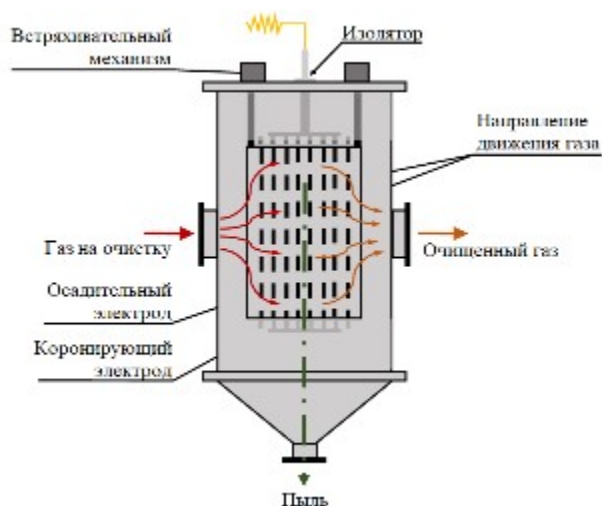 Встряхивательный
механизм
Изолятор
Направление
движения газа
Газ на очистку
Очищенный газ
Осадительный
электрод
Коронирующий
электрод
Пыль